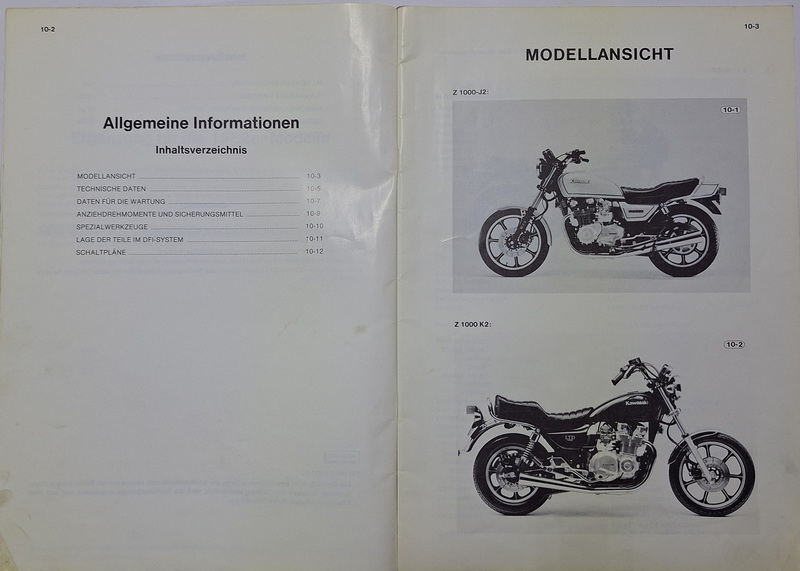 10-2
Allgemeine Informationen
Inhaltsverzeichnis
MODELLANSICHT 10-3
TECHNISCHE DATEN
DATEN FÜR DIE WARTUNG 10-7
ANZIEHDREHMOMENTE UND SICHERUNGSMITTEL 10-9
SPEZIALWERKZEUGE 10-10
LAGE DER TEILE IM DFI-SYSTEM 10-11
SCHALTPLÄNE 10-12
10-3
MODELLANSICHT
Z 1000-J2:
10-1
Z 1000 K2:
10-2
Kawasaki
LTD